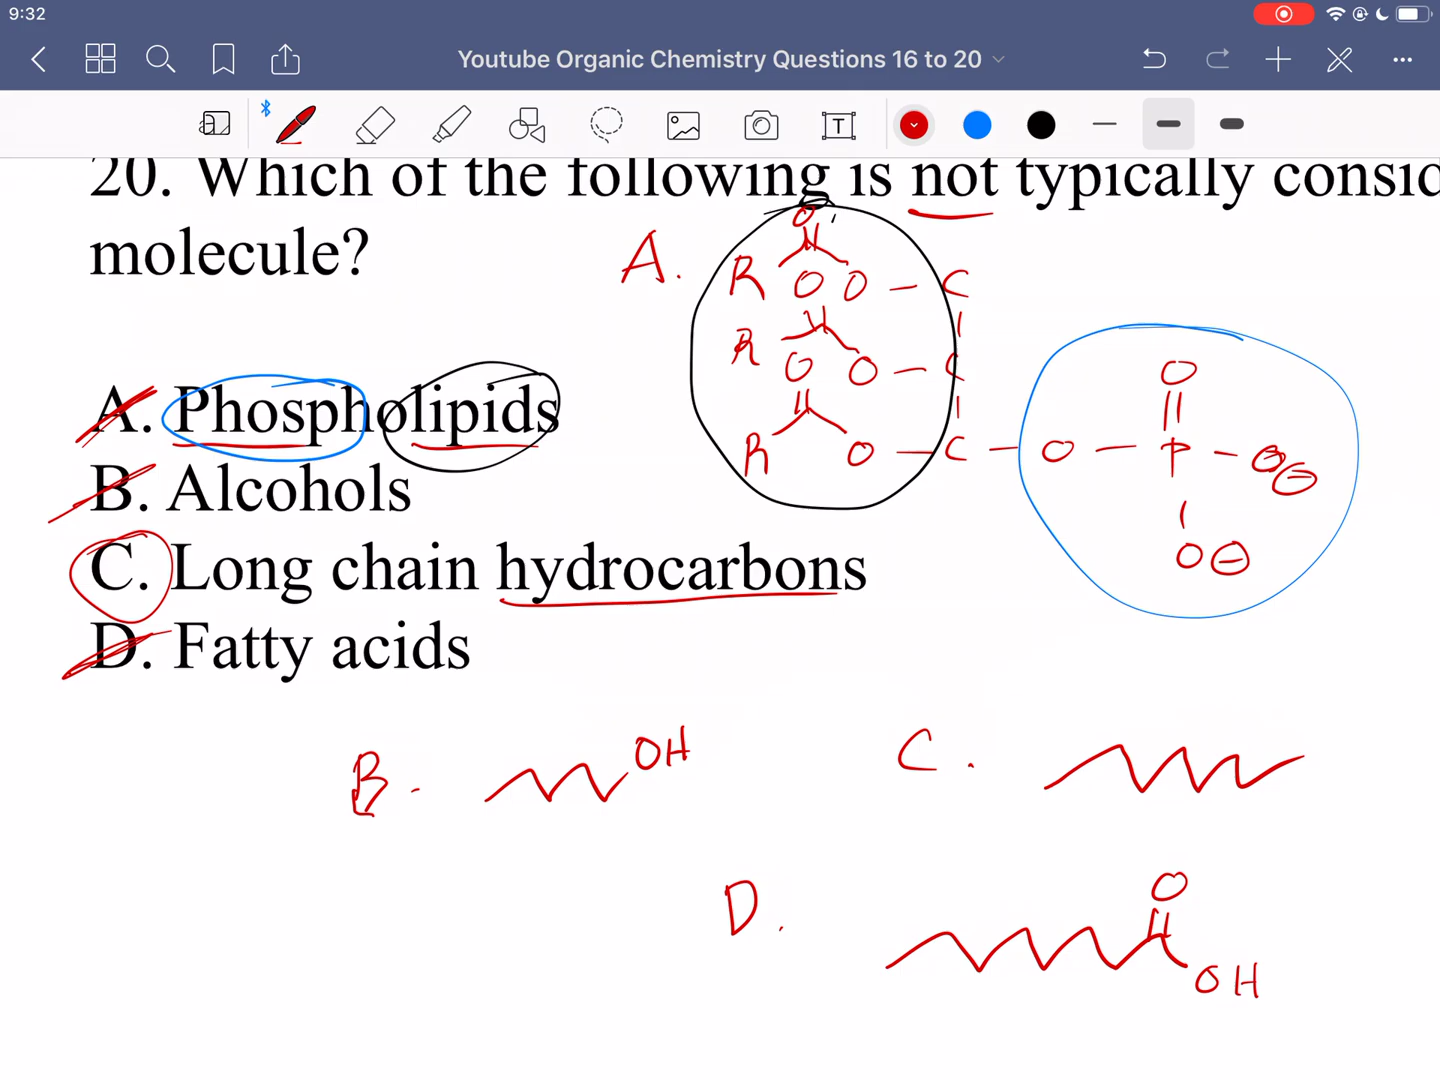 9:32
Youtube Organic Chemistry Questions 16 to 20
T
20. Which of the following is not typically consid
molecule?
A.
O
R O O - C
R O O - C
R O - C - O - P - O⊖
O
O⊖
A. Phospholipids
B. Alcohols
C. Long chain hydrocarbons
D. Fatty acids
B. OH
C.
D.
O
OH